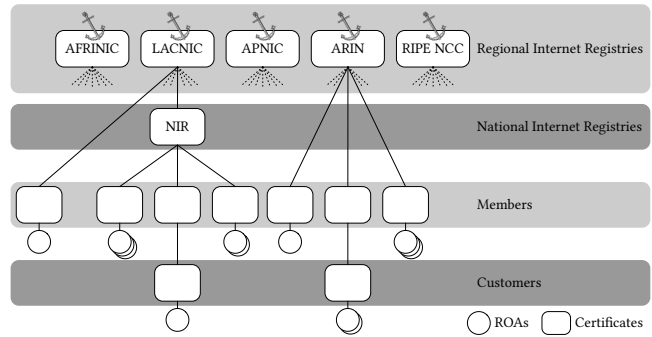 AFRINIC LACNIC APNIC ARIN RIPE NCC Regional Internet Registries
NIR National Internet Registries
Members
Customers
ROAs Certificates